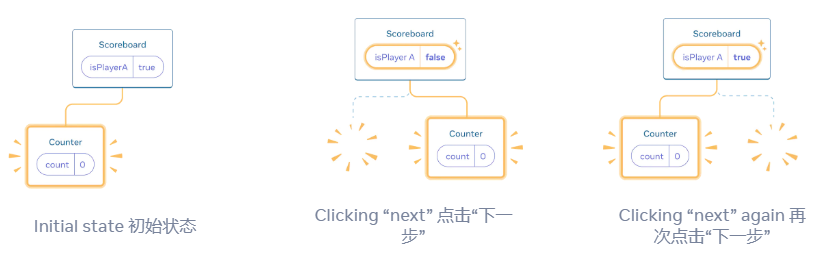 Scoreboard
isPlayerA true
Counter
count 0
Initial state 初始状态
Scoreboard
isPlayer A false
Counter
count 0
Clicking “next” 点击“下一
步”
Scoreboard
isPlayer A true
Counter
count 0
Clicking “next” again 再
次点击“下一步”